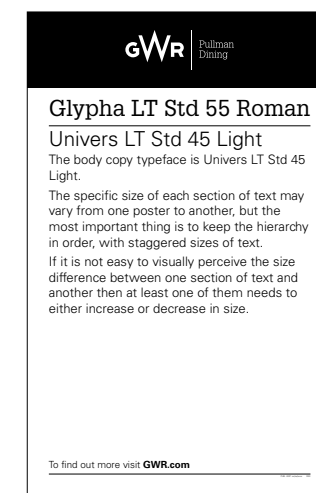 GWR Pullman
Dining
Glypha LT Std 55 Roman
Univers LT Std 45 Light
The body copy typeface is Univers LT Std 45
Light.
The specific size of each section of text may
vary from one poster to another, but the
most important thing is to keep the hierarchy
in order, with staggered sizes of text.
If it is not easy to visually perceive the size
difference between one section of text and
another then at least one of them needs to
either increase or decrease in size.
To find out more visit GWR.com